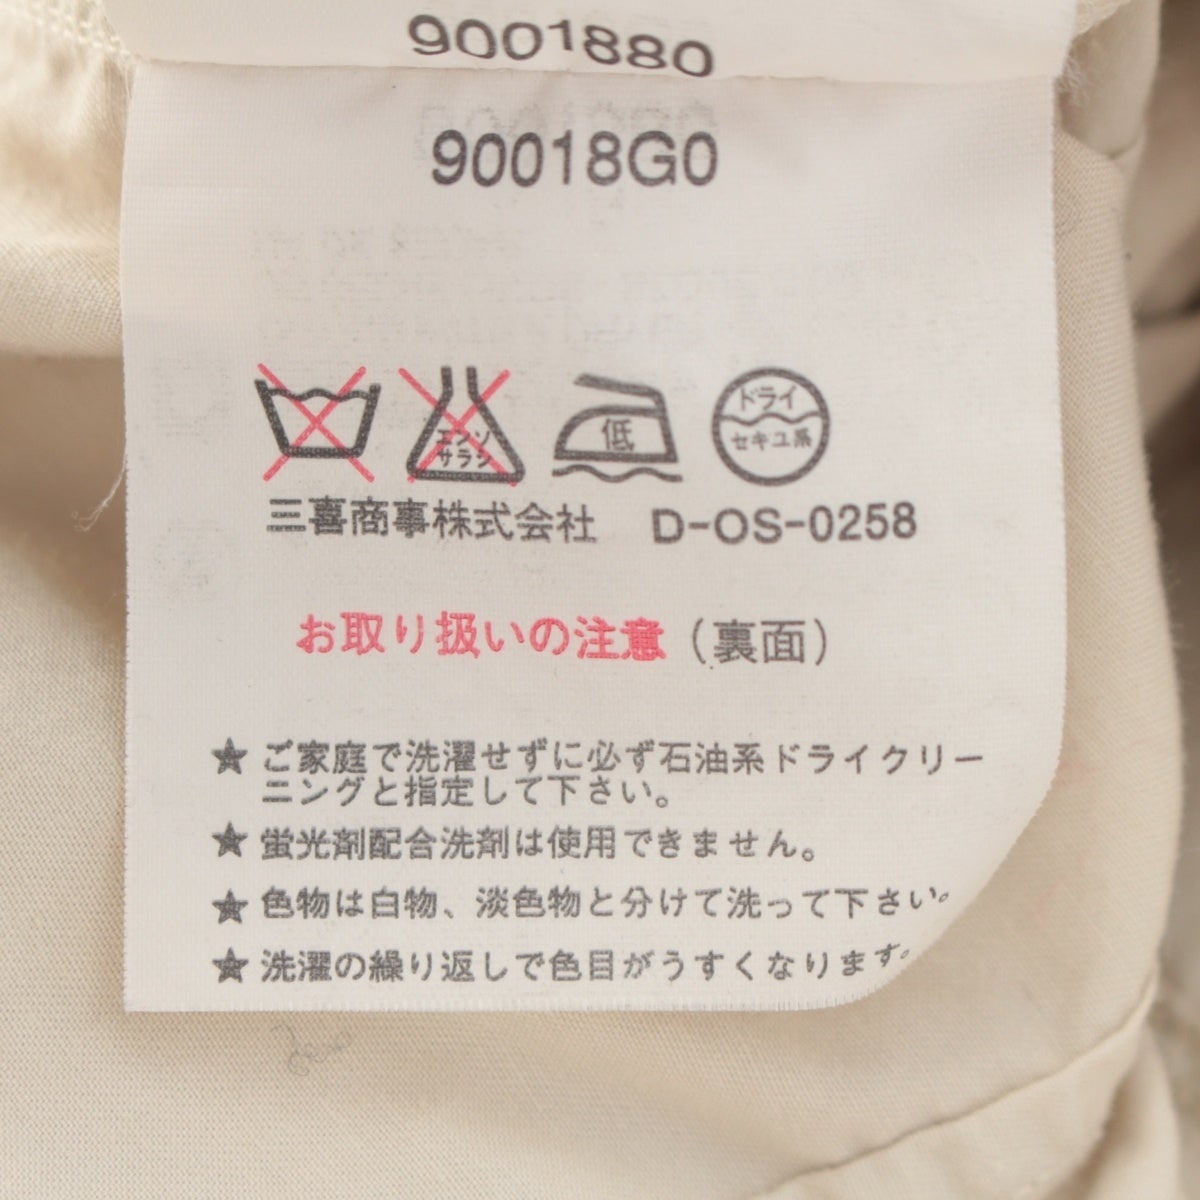 9001880
90018G0
エンソ
サラシ
低
ドライ
セキユ系
三喜商事株式会社 D-OS-0258
お取り扱いの注意(裏面)
★ご家庭で洗濯せずに必ず石油系ドライクリー
ニングと指定して下さい。
★蛍光剤配合洗剤は使用できません。
★色物は白物、淡色物と分けて洗って下さい。
★洗濯の繰り返しで色目がうすくなります。